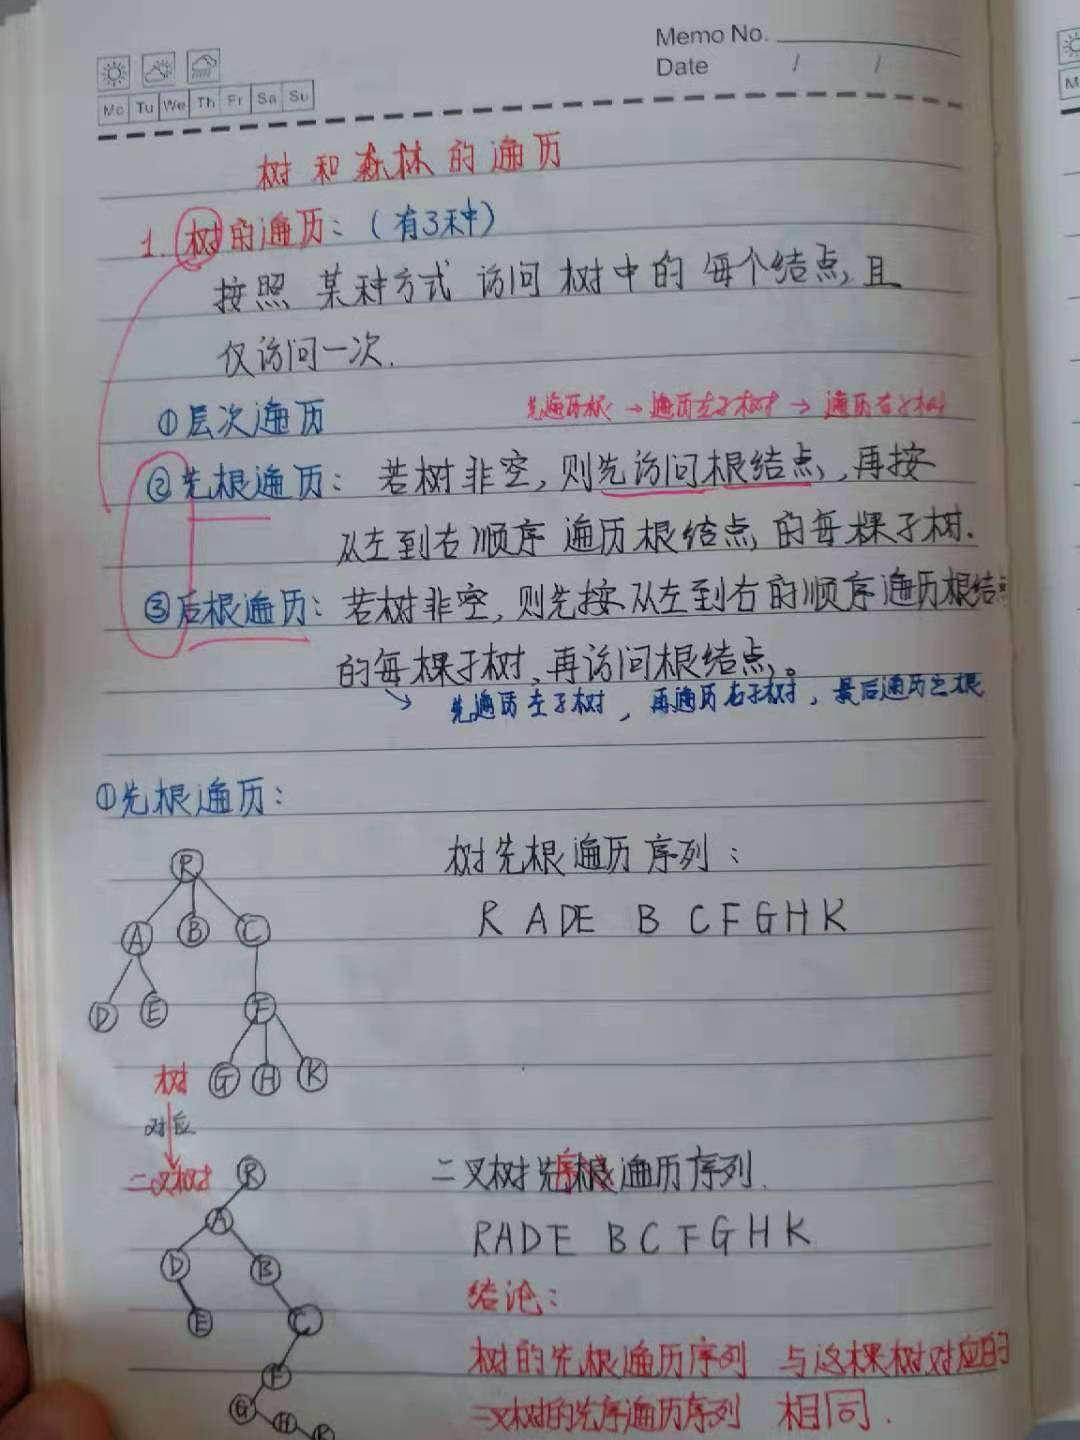 Memo No.
Date / /
Mo Tu We Th Fr Sa Su
树和森林的遍历
1. 树的遍历：（有3种）
按照某种方式访问树中的每个结点，且
仅访问一次.
①层次遍历
先遍历根 → 遍历左子树 → 遍历右子树
②先根遍历：若树非空，则先访问根结点，再按
从左到右顺序遍历根结点的每棵子树.
③后根遍历：若树非空，则先按从左到右的顺序遍历根结点
的每棵子树，再访问根结点。
先遍历左子树，再遍历右子树，最后遍历根
①先根遍历：
树先根遍历序列：
R ADE B C F G H K
R
A B C
D E F
G H K
树
对应
二叉树
二叉树先序遍历序列.
RADE B C F G H K
R
A
D B
E C
F
G H K
结论：
树的先根遍历序列 与这棵树对应的
二叉树的先序遍历序列 相同.